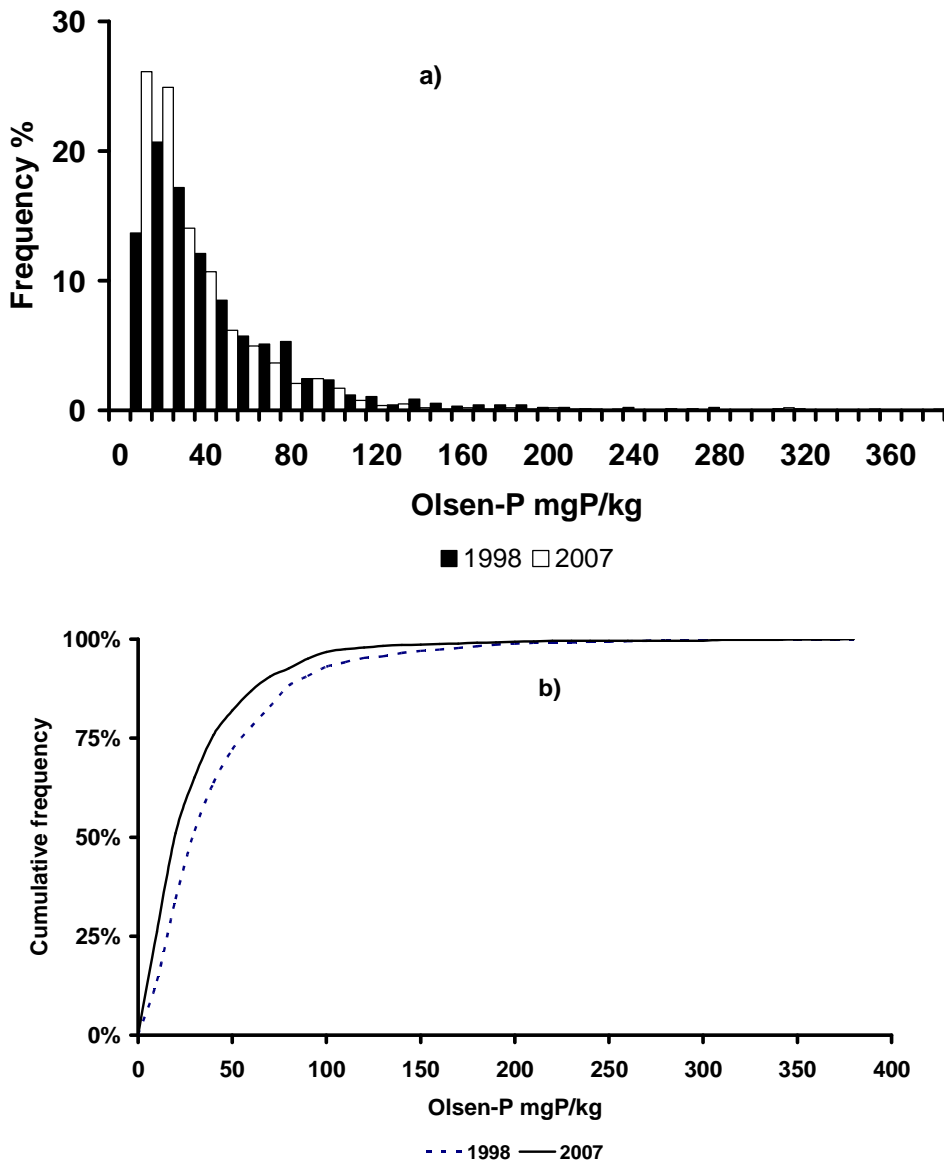 30
a)
20
10
0
Frequency %
0 40 80 120 160 200 240 280 320 360
Olsen-P mgP/kg
1998 2007
100%
b)
75%
50%
25%
0%
Cumulative frequency
0 50 100 150 200 250 300 350 400
Olsen-P mgP/kg
1998 2007